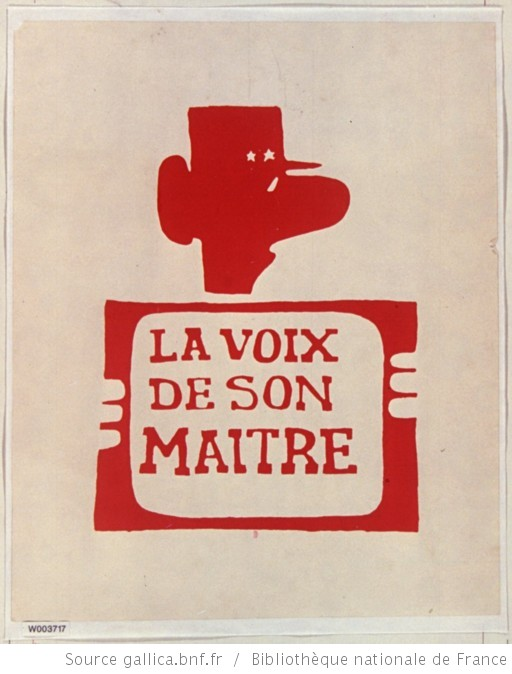 LA VOIX
DE SON
MAITRE
W003717
Source gallica.bnf.fr / Bibliothèque nationale de France